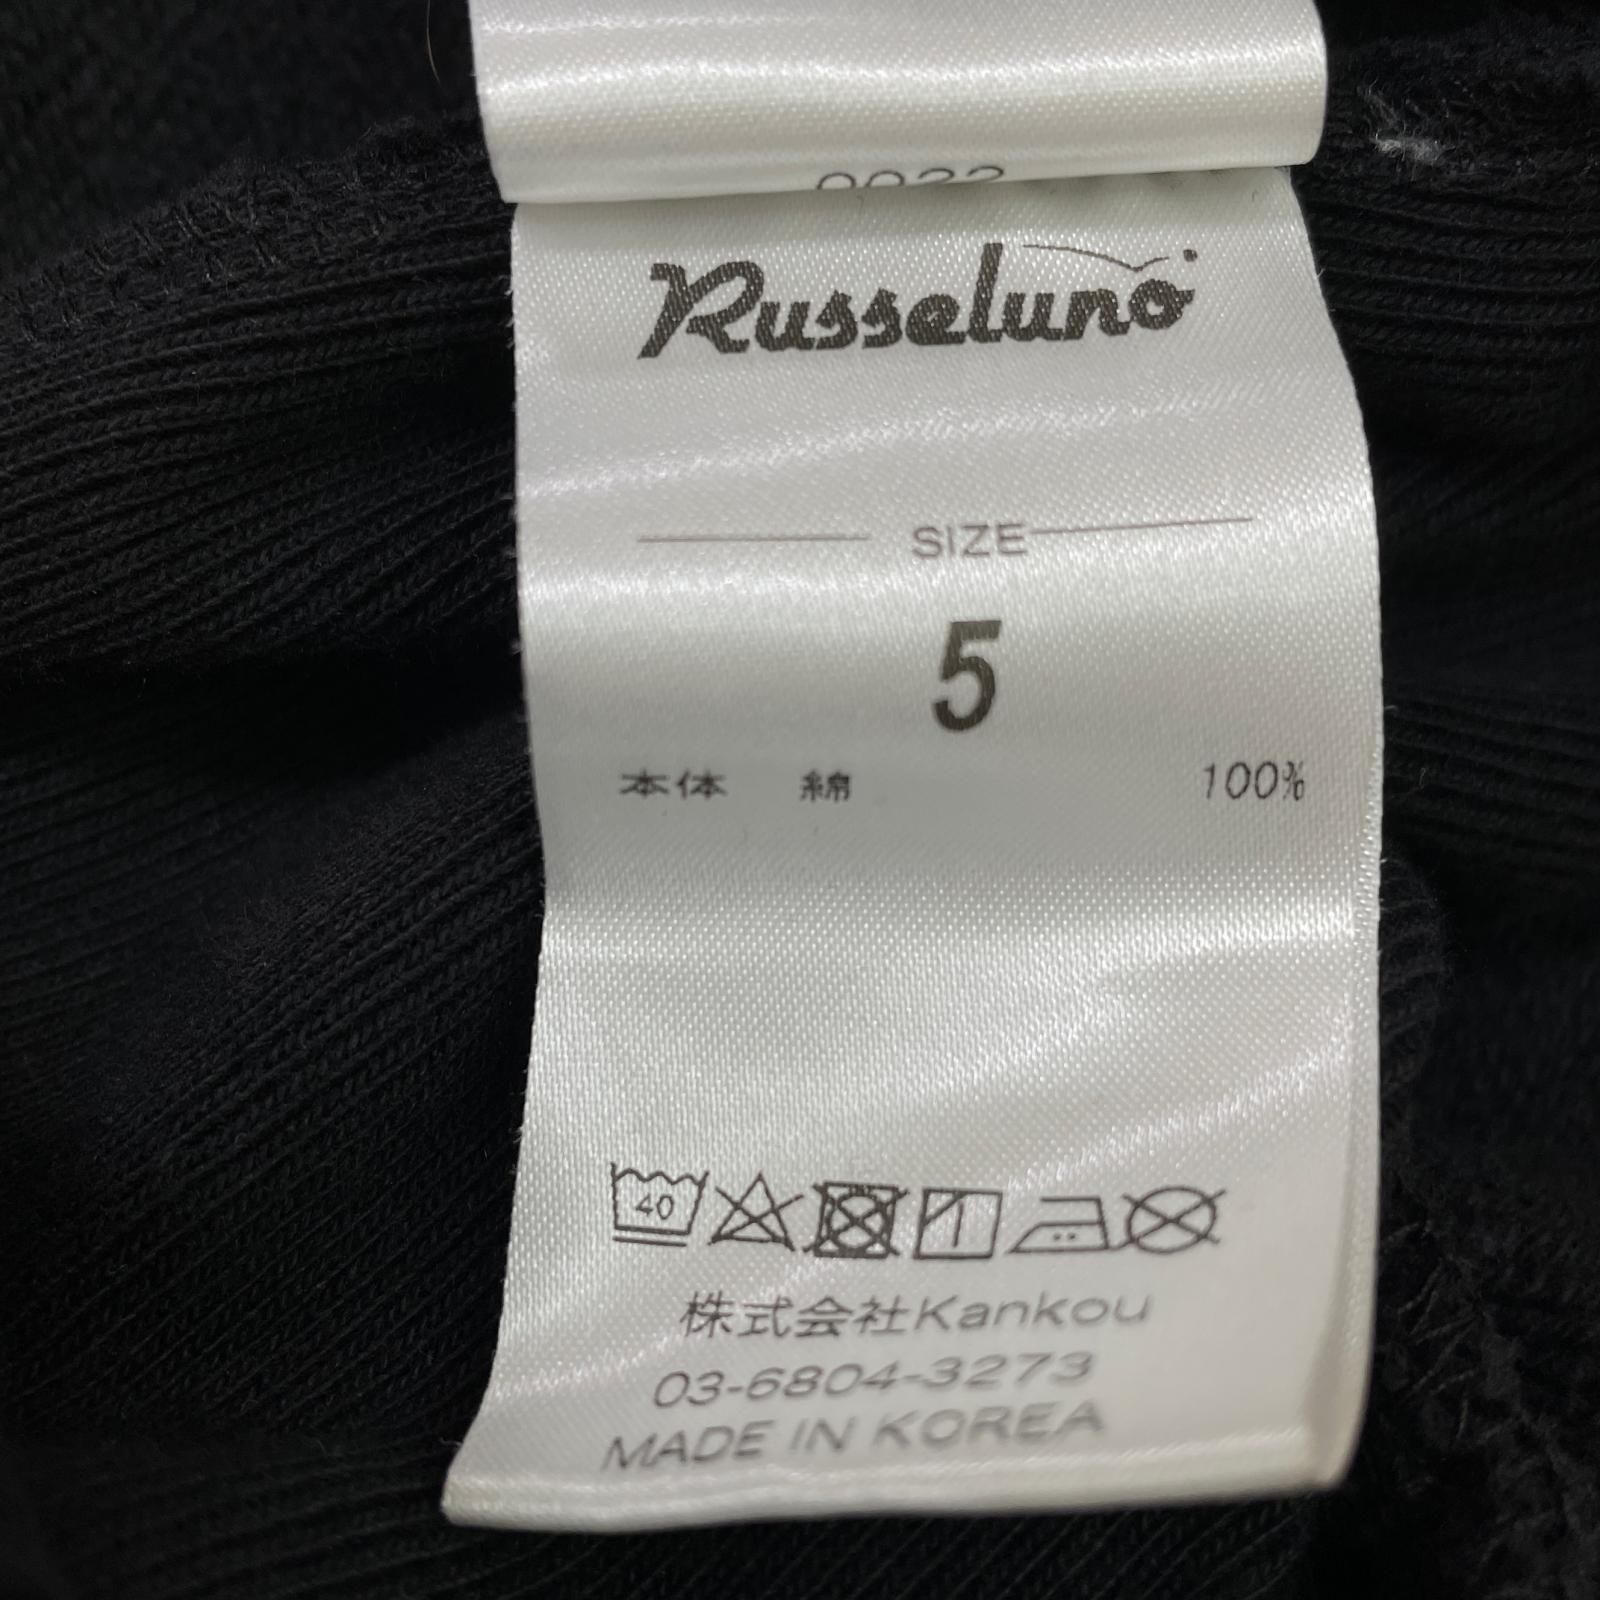 Russeluno
SIZE
5
本体 綿 100%
40
株式会社Kankou
03-6804-3273
MADE IN KOREA